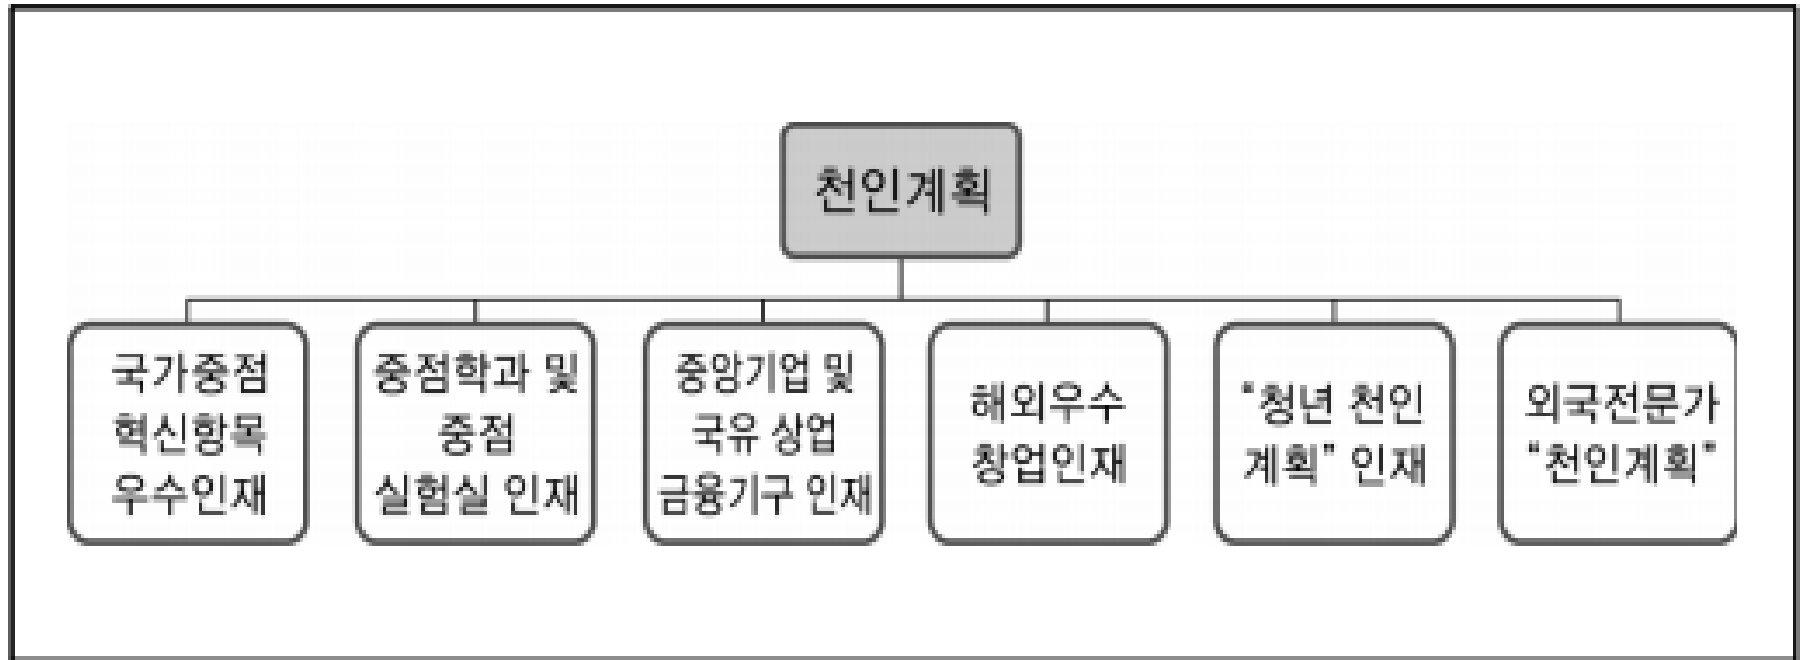 천인계획
국가중점
혁신항목
우수인재
중점학과 및
중점
실험실 인재
중앙기업 및
국유 상업
금융기구 인재
해외우수
창업인재
“청년 천인
계획” 인재
외국전문가
“천인계획”